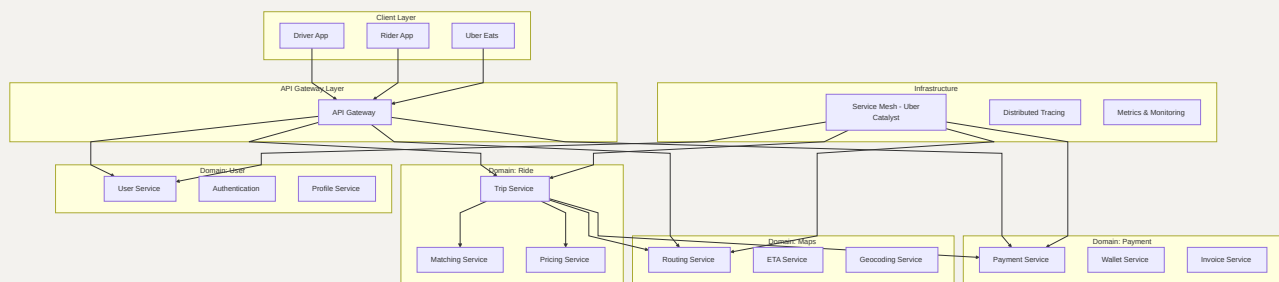 Client Layer
Driver App
Rider App
Uber Eats
API Gateway Layer
API Gateway
Infrastructure
Service Mesh - Uber
Catalyst
Distributed Tracing
Metrics & Monitoring
Domain: User
User Service
Authentication
Profile Service
Domain: Ride
Trip Service
Matching Service
Pricing Service
Domain: Maps
Routing Service
ETA Service
Geocoding Service
Domain: Payment
Payment Service
Wallet Service
Invoice Service